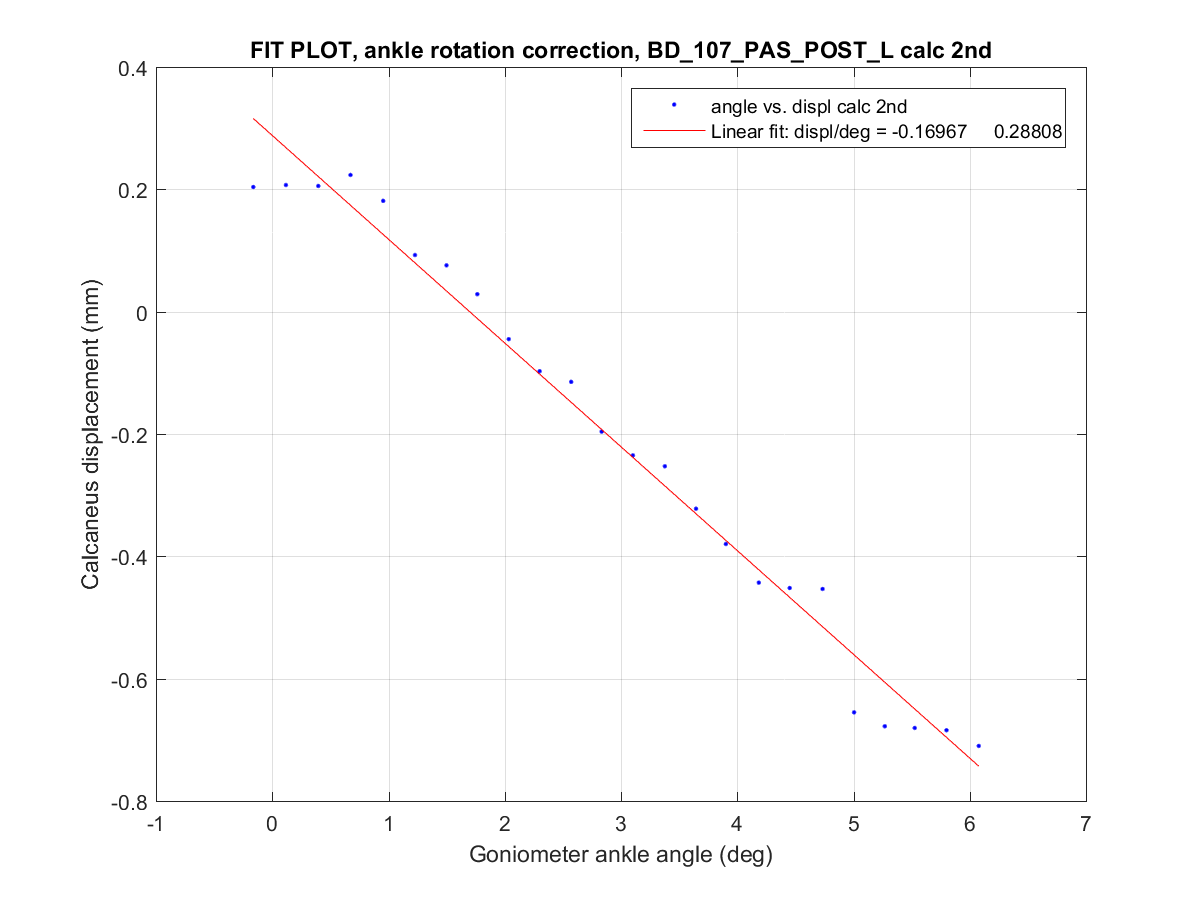 FIT PLOT, ankle rotation correction, BD_107_PAS_POST_L calc 2nd
angle vs. displ calc 2nd
Linear fit: displ/deg = -0.16967 0.28808
0.4
0.2
0
-0.2
-0.4
-0.6
-0.8
Calcaneus displacement (mm)
-1 0 1 2 3 4 5 6 7
Goniometer ankle angle (deg)